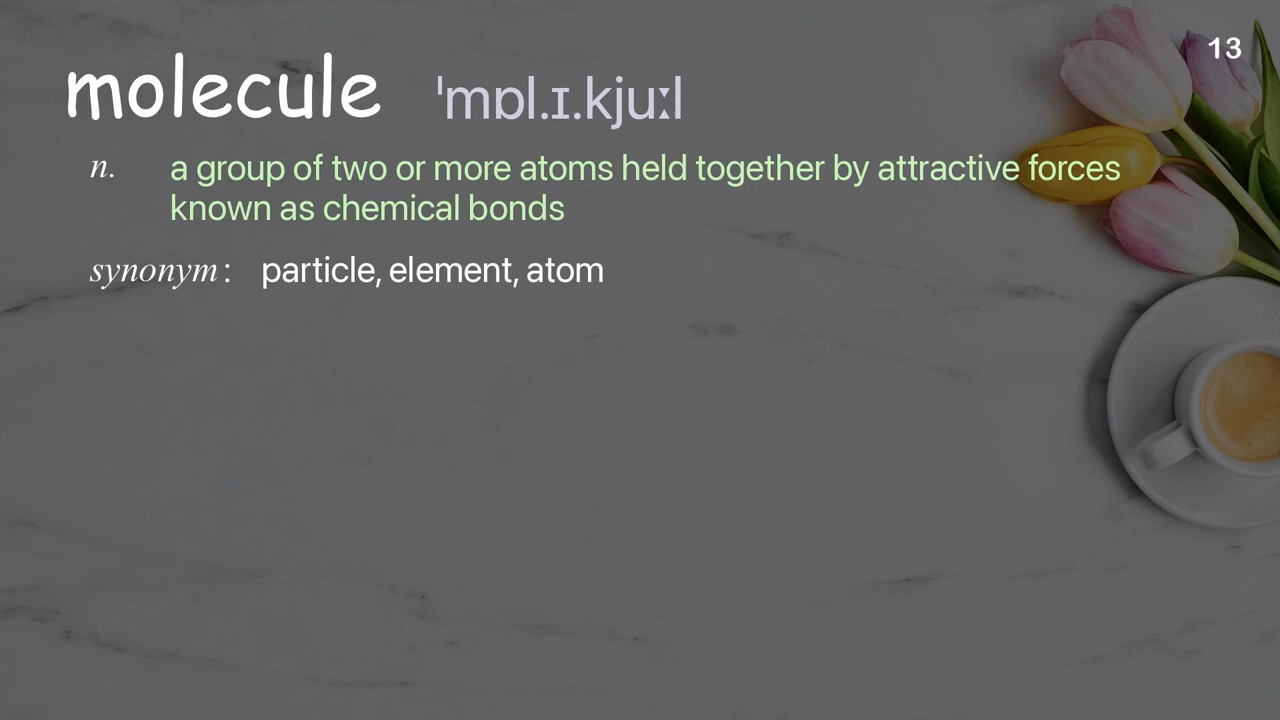 13
molecule ˈmɒl.ɪ.kjuːl
n. a group of two or more atoms held together by attractive forces
known as chemical bonds
synonym: particle, element, atom